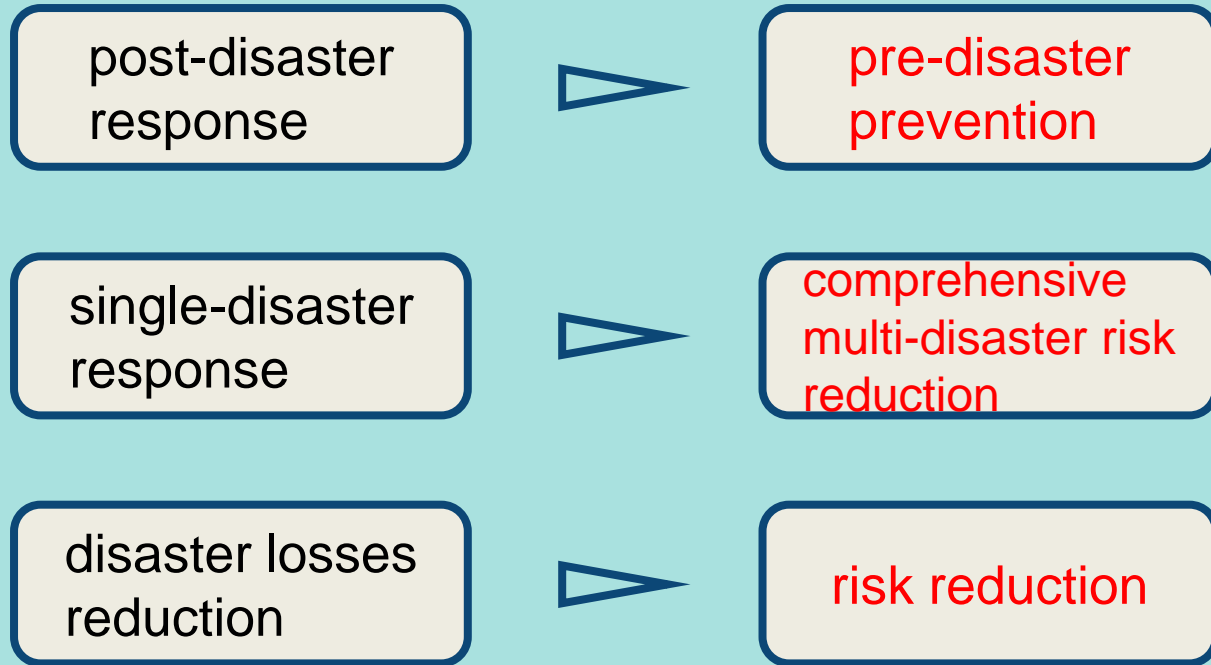 post-disaster
response
pre-disaster
prevention
single-disaster
response
comprehensive
multi-disaster risk
reduction
disaster losses
reduction
risk reduction